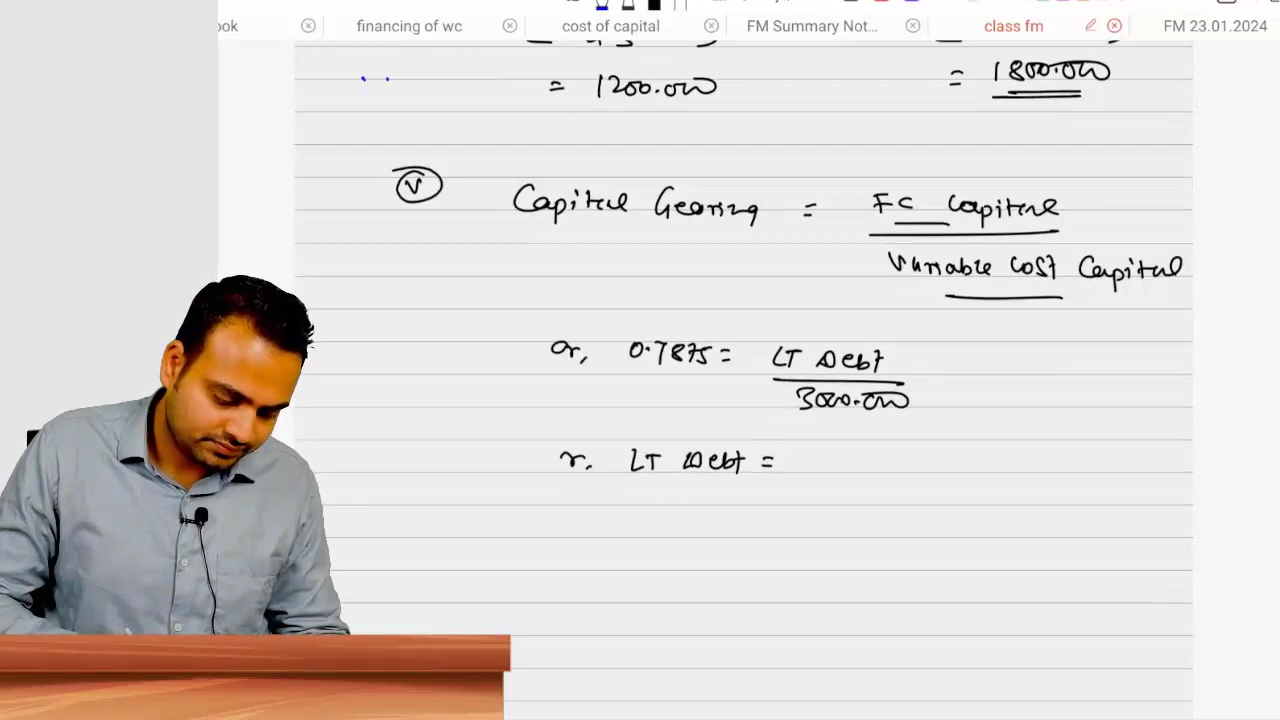 ook financing of wc cost of capital FM Summary Not... class fm FM 23.01.2024
= 1200.000 = 1800.000
V Capital Gearing = FC Capital
Variable Cost Capital
or, 0.7875 = LT Debt
3000.000
r. LT Debt =